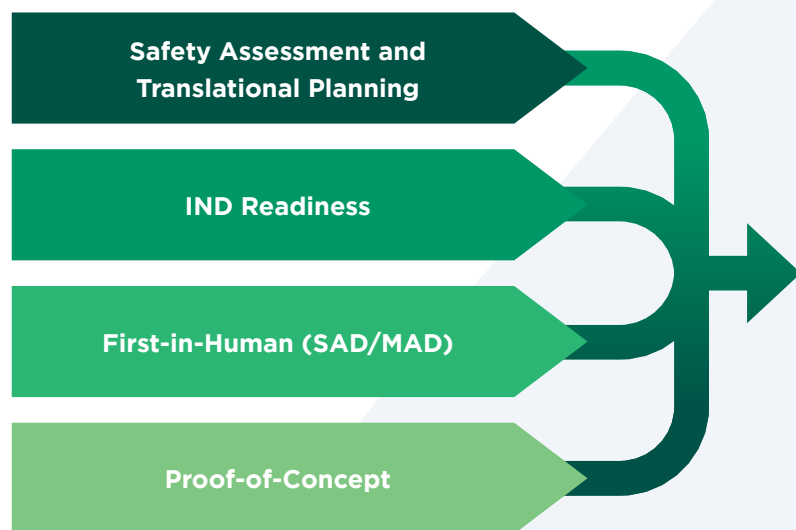 Safety Assessment and
Translational Planning
IND Readiness
First-in-Human (SAD/MAD)
Proof-of-Concept